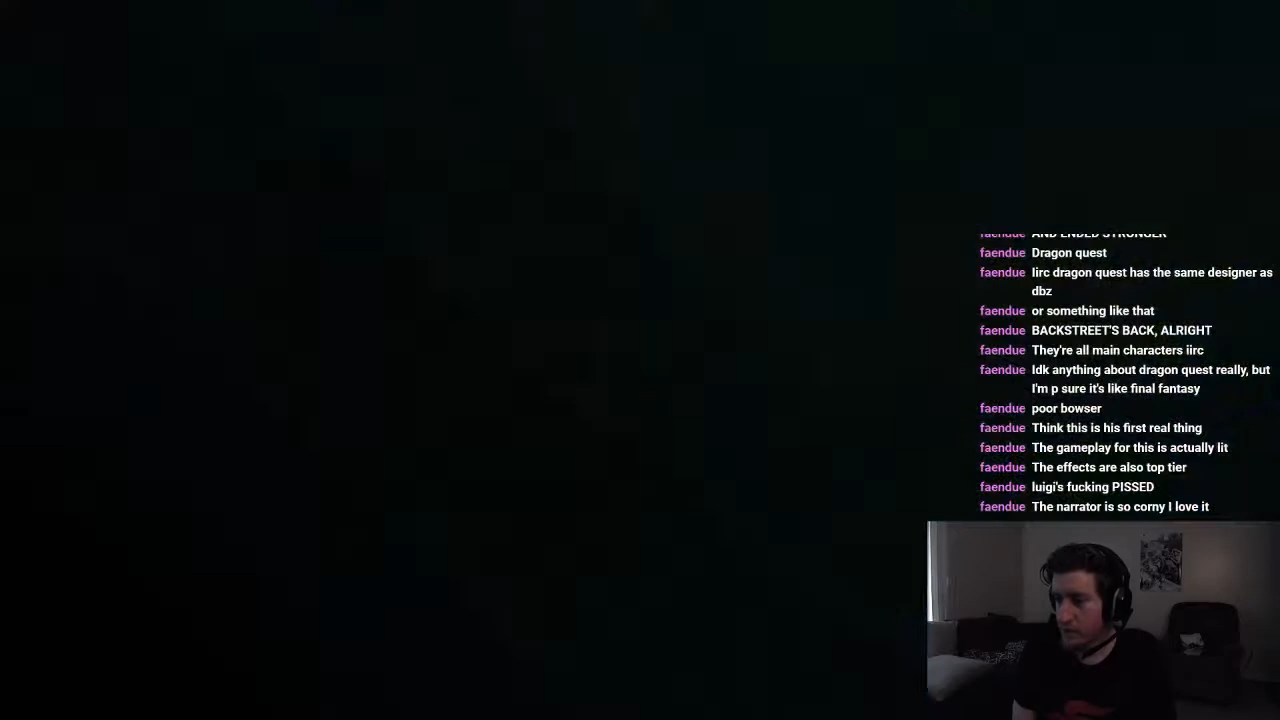 faendue AND ENDED STRONGER
faendue Dragon quest
faendue Iirc dragon quest has the same designer as
dbz
faendue or something like that
faendue BACKSTREET'S BACK, ALRIGHT
faendue They're all main characters iirc
faendue Idk anything about dragon quest really, but
I'm p sure it's like final fantasy
faendue poor bowser
faendue Think this is his first real thing
faendue The gameplay for this is actually lit
faendue The effects are also top tier
faendue luigi's fucking PISSED
faendue The narrator is so corny I love it